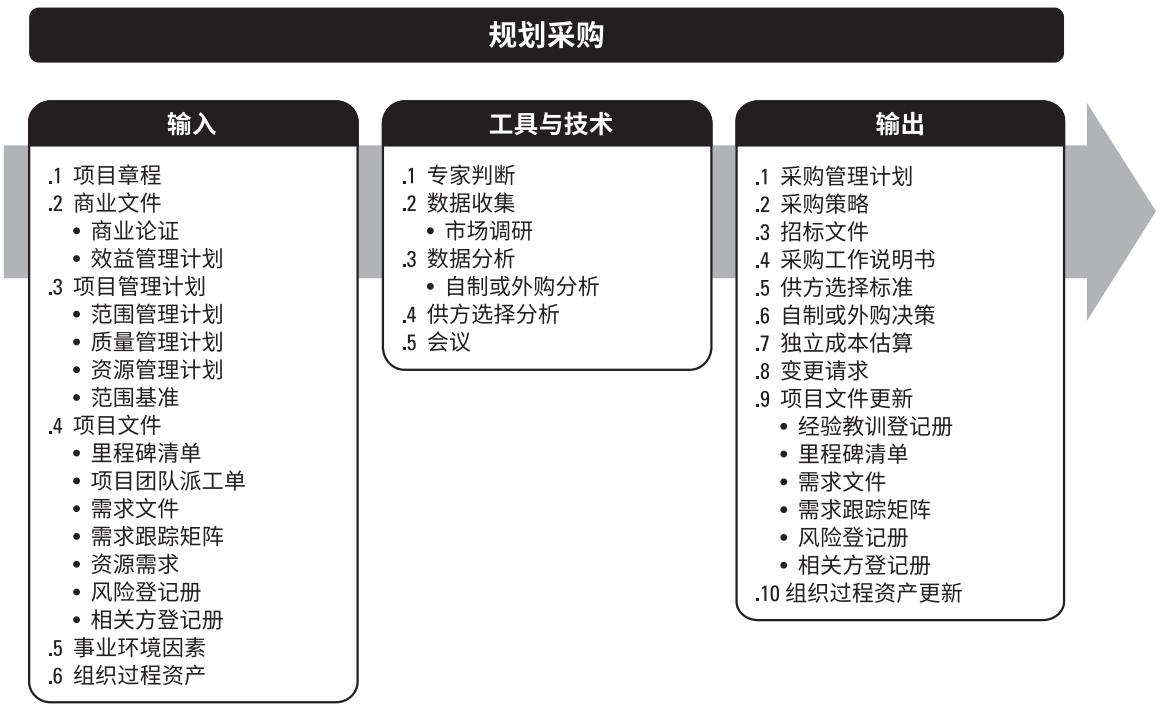 规划采购
输入
.1 项目章程
.2 商业文件
• 商业论证
• 效益管理计划
.3 项目管理计划
• 范围管理计划
• 质量管理计划
• 资源管理计划
• 范围基准
.4 项目文件
• 里程碑清单
• 项目团队派工单
• 需求文件
• 需求跟踪矩阵
• 资源需求
• 风险登记册
• 相关方登记册
.5 事业环境因素
.6 组织过程资产
工具与技术
.1 专家判断
.2 数据收集
• 市场调研
.3 数据分析
• 自制或外购分析
.4 供方选择分析
.5 会议
输出
.1 采购管理计划
.2 采购策略
.3 招标文件
.4 采购工作说明书
.5 供方选择标准
.6 自制或外购决策
.7 独立成本估算
.8 变更请求
.9 项目文件更新
• 经验教训登记册
• 里程碑清单
• 需求文件
• 需求跟踪矩阵
• 风险登记册
• 相关方登记册
.10 组织过程资产更新